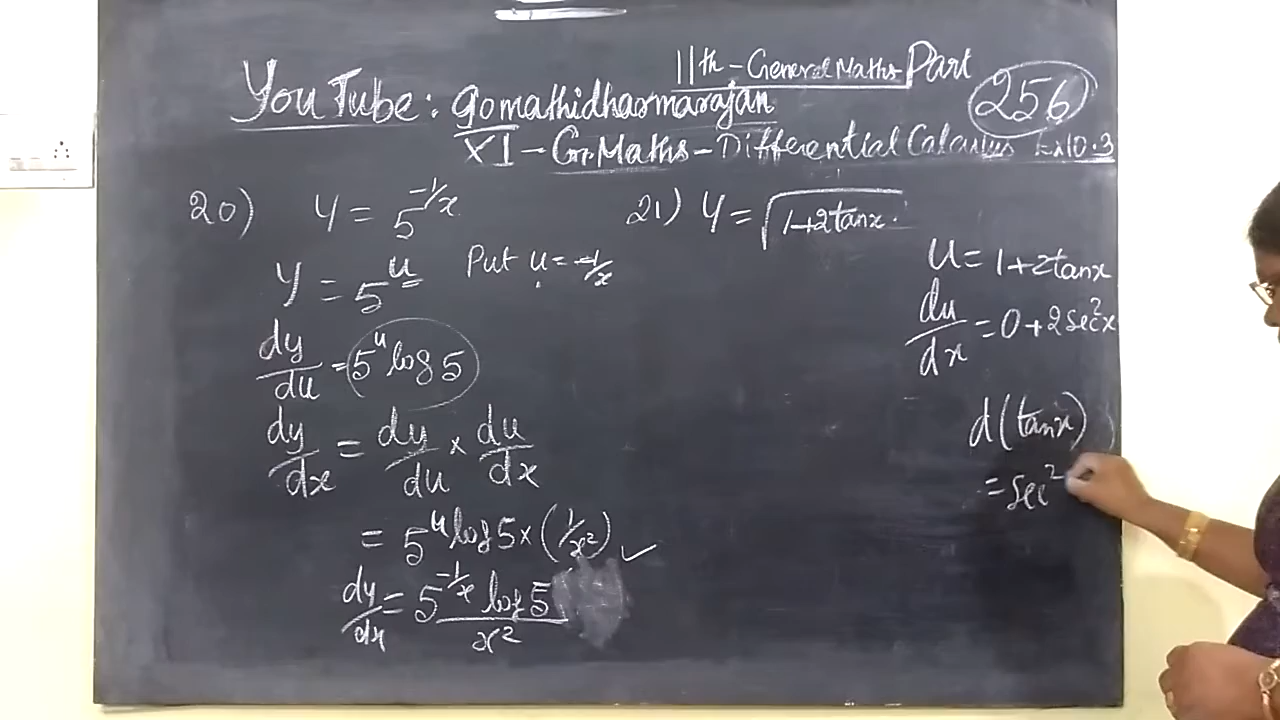 11th - General Maths Part
YouTube: gomathidharmarajan 256
XI - G. Maths - Differential Calculus Ex 10.3
20) y = 5^(-1/x)
y = 5^u Put u = -1/x
dy/du = 5^u log 5
dy/dx = dy/du × du/dx
= 5^u log 5 × (1/x²) ✓
dy/dx = 5^(-1/x) log 5 / x²
21) y = √(1+2tanx)
u = 1+2tanx
du/dx = 0+2sec²x
d(tanx)
= sec²